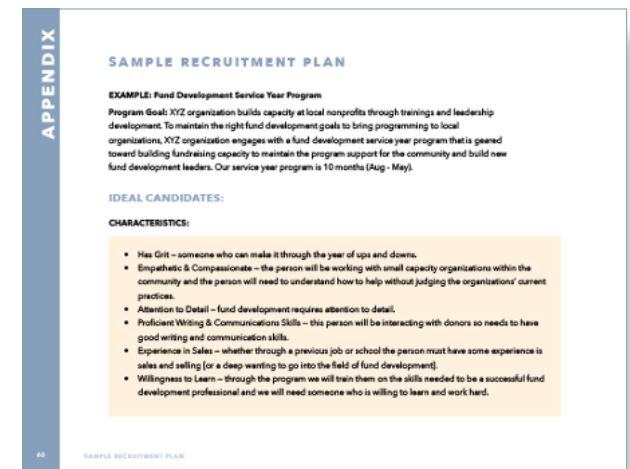 APPENDIX
SAMPLE RECRUITMENT PLAN
EXAMPLE: Fund Development Service Year Program
Program Goal: XYZ organization builds capacity at local nonprofits through trainings and leadership
development. To maintain the right fund development goals to bring programming to local
organizations, XYZ organization engages with a fund development service year program that is geared
toward building fundraising capacity to maintain the program support for the community and build new
fund development leaders. Our service year program is 10 months (Aug - May).
IDEAL CANDIDATES:
CHARACTERISTICS:
• Has Grit – someone who can make it through the year of ups and downs.
• Empathetic & Compassionate – the person will be working with small capacity organizations within the
community and the person will need to understand how to help without judging the organizations' current
practices.
• Attention to Detail – fund development requires attention to detail.
• Proficient Writing & Communications Skills – this person will be interacting with donors so needs to have
good writing and communication skills.
• Experience in Sales – whether through a previous job or school the person must have some experience is
sales and selling [or a deep wanting to go into the field of fund development].
• Willingness to Learn – through the program we will train them on the skills needed to be a successful fund
development professional and we will need someone who is willing to learn and work hard.
60 SAMPLE RECRUITMENT PLAN